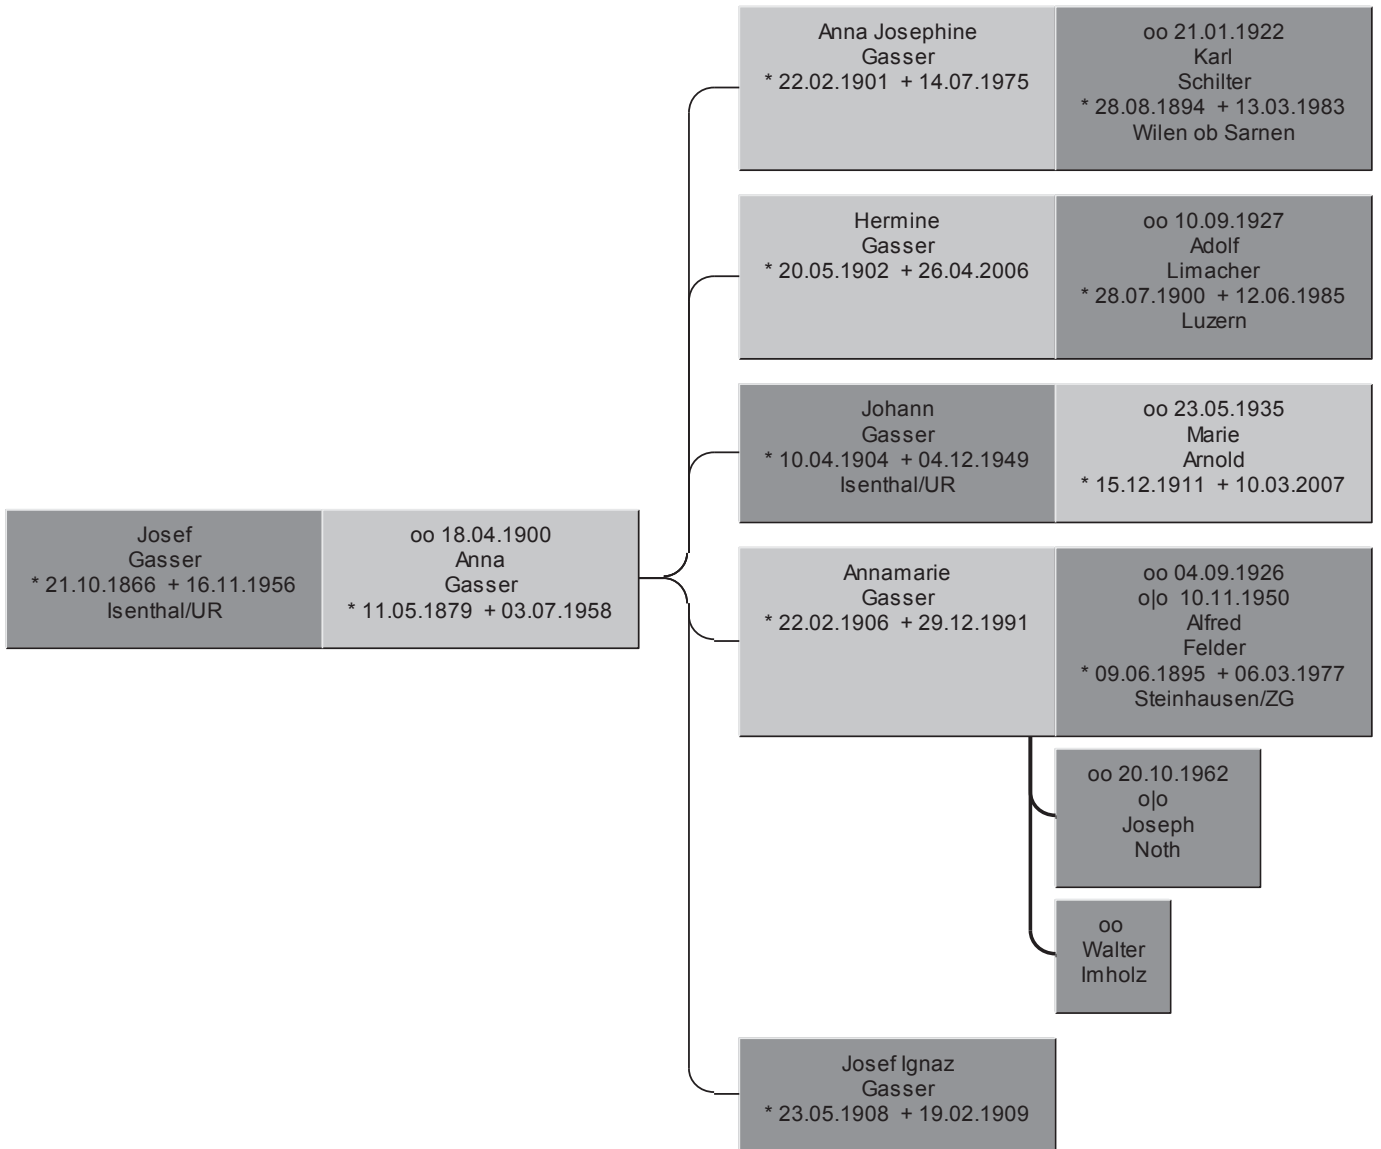 Anna Josephine
Gasser
* 22.02.1901 + 14.07.1975
oo 21.01.1922
Karl
Schilter
* 28.08.1894 + 13.03.1983
Wilen ob Sarnen
Hermine
Gasser
* 20.05.1902 + 26.04.2006
oo 10.09.1927
Adolf
Limacher
* 28.07.1900 + 12.06.1985
Luzern
Johann
Gasser
* 10.04.1904 + 04.12.1949
Isenthal/UR
oo 23.05.1935
Marie
Arnold
* 15.12.1911 + 10.03.2007
Josef
Gasser
* 21.10.1866 + 16.11.1956
Isenthal/UR
oo 18.04.1900
Anna
Gasser
* 11.05.1879 + 03.07.1958
Annamarie
Gasser
* 22.02.1906 + 29.12.1991
oo 04.09.1926
o|o 10.11.1950
Alfred
Felder
* 09.06.1895 + 06.03.1977
Steinhausen/ZG
oo 20.10.1962
o|o
Joseph
Noth
oo
Walter
Imholz
Josef Ignaz
Gasser
* 23.05.1908 + 19.02.1909